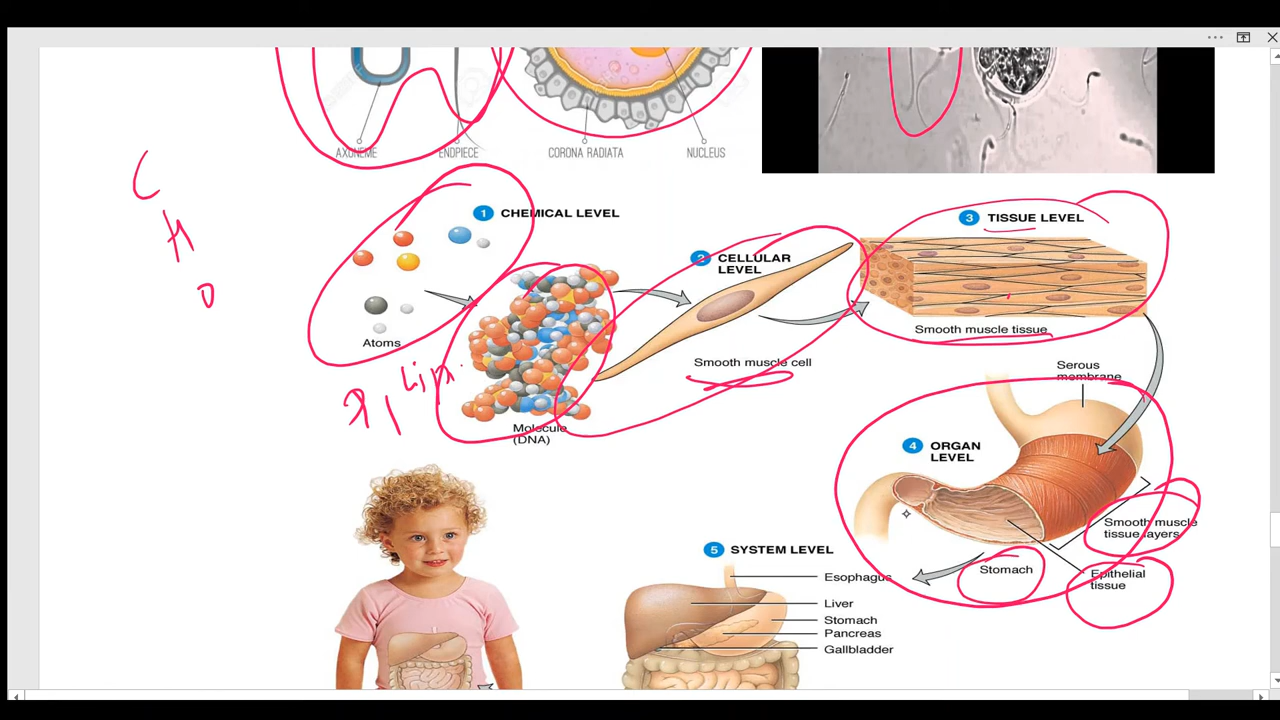 AXONEME
ENDPIECE
CORONA RADIATA
NUCLEUS
C
H
O
1 CHEMICAL LEVEL
Atoms
Lip.
Molecule
(DNA)
2 CELLULAR
LEVEL
Smooth muscle cell
3 TISSUE LEVEL
Smooth muscle tissue
Serous
membrane
4 ORGAN
LEVEL
Smooth muscle
tissue layers
Stomach
Epithelial
tissue
5 SYSTEM LEVEL
Esophagus
Liver
Stomach
Pancreas
Gallbladder